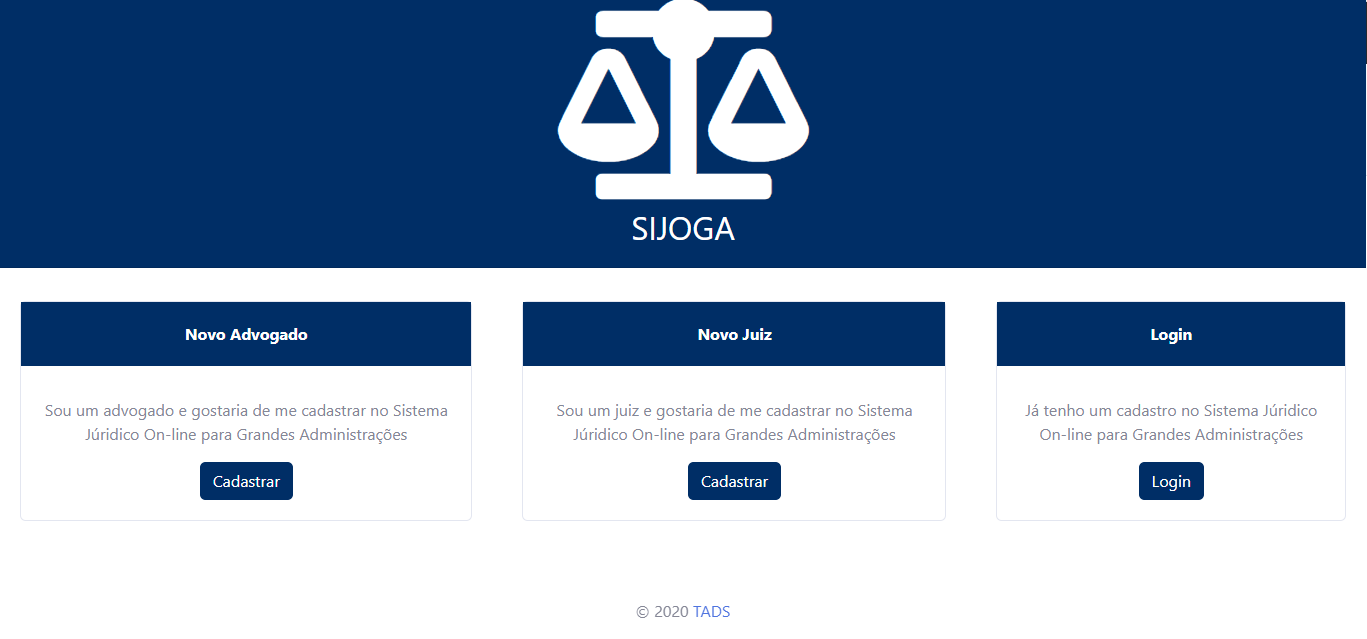 SIJOGA
Novo Advogado
Sou um advogado e gostaria de me cadastrar no Sistema
Júridico On-line para Grandes Administrações
Cadastrar
Novo Juiz
Sou um juiz e gostaria de me cadastrar no Sistema
Júridico On-line para Grandes Administrações
Cadastrar
Login
Já tenho um cadastro no Sistema Júridico
On-line para Grandes Administrações
Login
© 2020 TADS